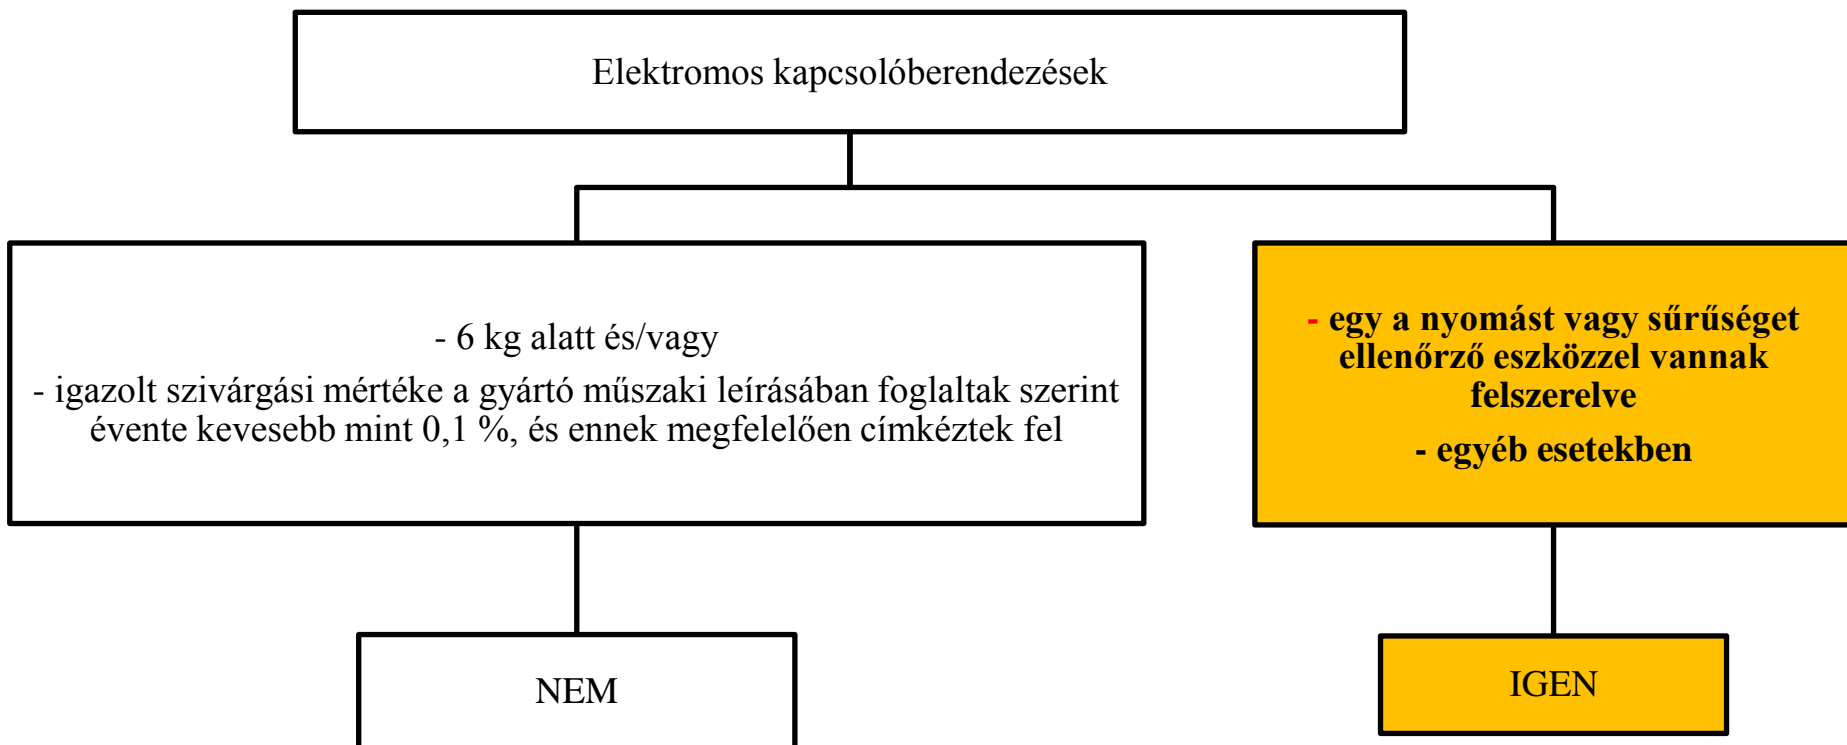 Elektromos kapcsolóberendezések
- 6 kg alatt és/vagy
- igazolt szivárgási mértéke a gyártó műszaki leírásában foglaltak szerint
évente kevesebb mint 0,1 %, és ennek megfelelően címkéztek fel
- egy a nyomást vagy sűrűséget
ellenőrző eszközzel vannak
felszerelve
- egyéb esetekben
NEM
IGEN